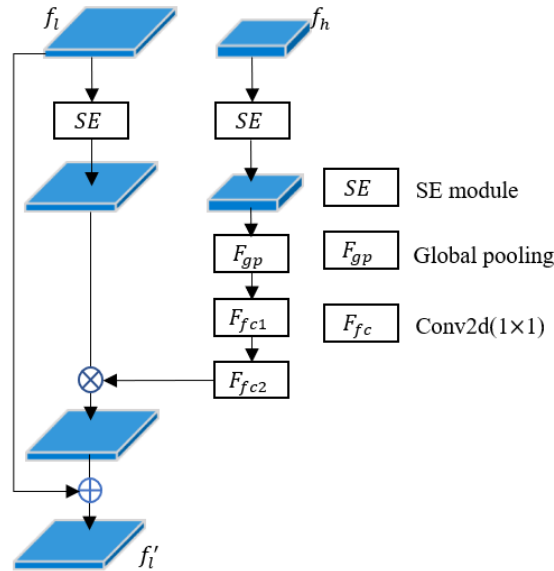 f_l
f_h
SE
SE
SE
SE module
F_gp
F_gp
Global pooling
F_fc1
F_fc
Conv2d(1×1)
F_fc2
f_l′